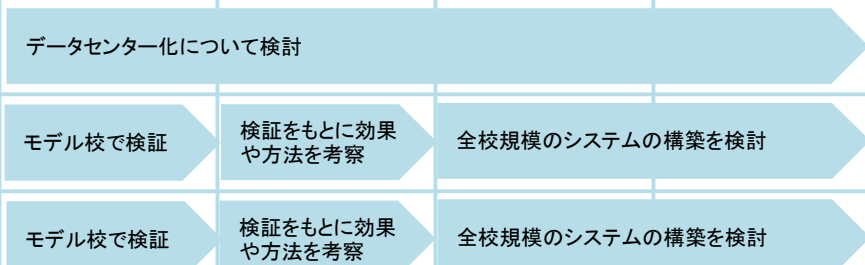 データセンター化について検討
モデル校で検証
検証をもとに効果
や方法を考察
全校規模のシステムの構築を検討
モデル校で検証
検証をもとに効果
や方法を考察
全校規模のシステムの構築を検討